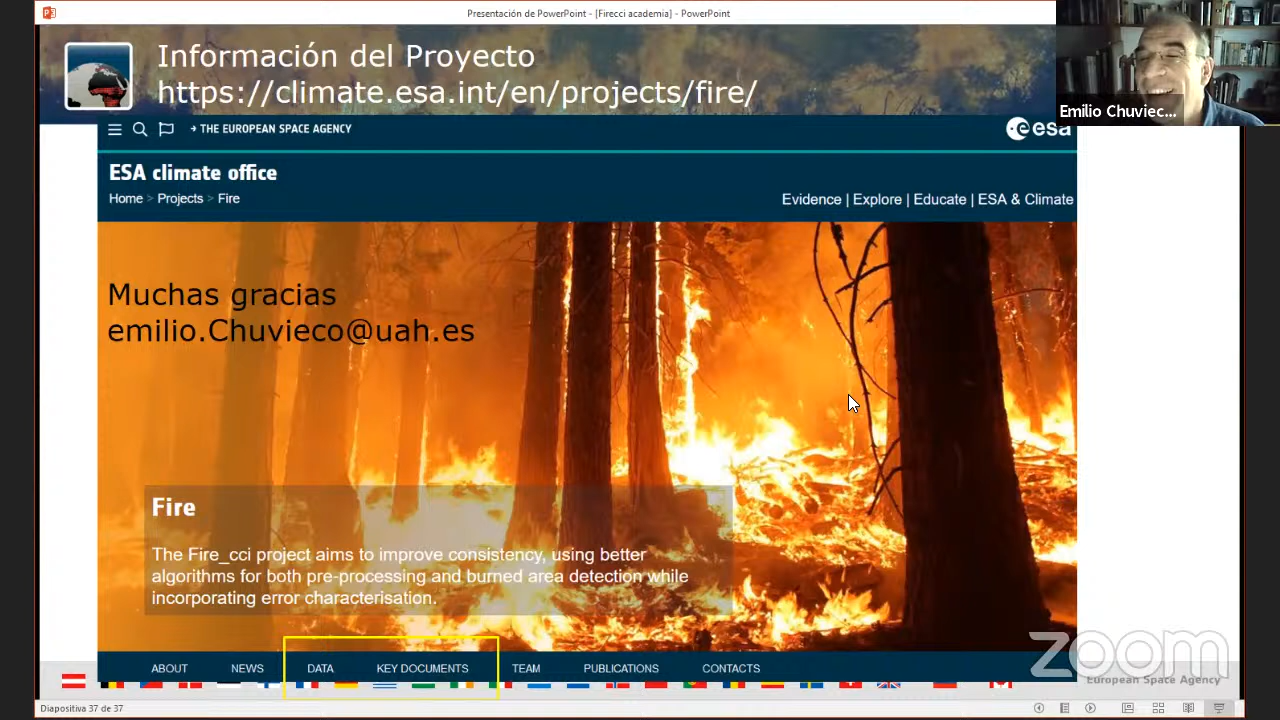 Presentación de PowerPoint - [Firecci academia] - PowerPoint
Información del Proyecto
https://climate.esa.int/en/projects/fire/
Emilio Chuviec...
→ THE EUROPEAN SPACE AGENCY
esa
ESA climate office
Home > Projects > Fire
Evidence | Explore | Educate | ESA & Climate
Muchas gracias
emilio.Chuvieco@uah.es
Fire
The Fire_cci project aims to improve consistency, using better
algorithms for both pre-processing and burned area detection while
incorporating error characterisation.
ABOUT NEWS DATA KEY DOCUMENTS TEAM PUBLICATIONS CONTACTS
zoom
European Space Agency
Diapositiva 37 de 37